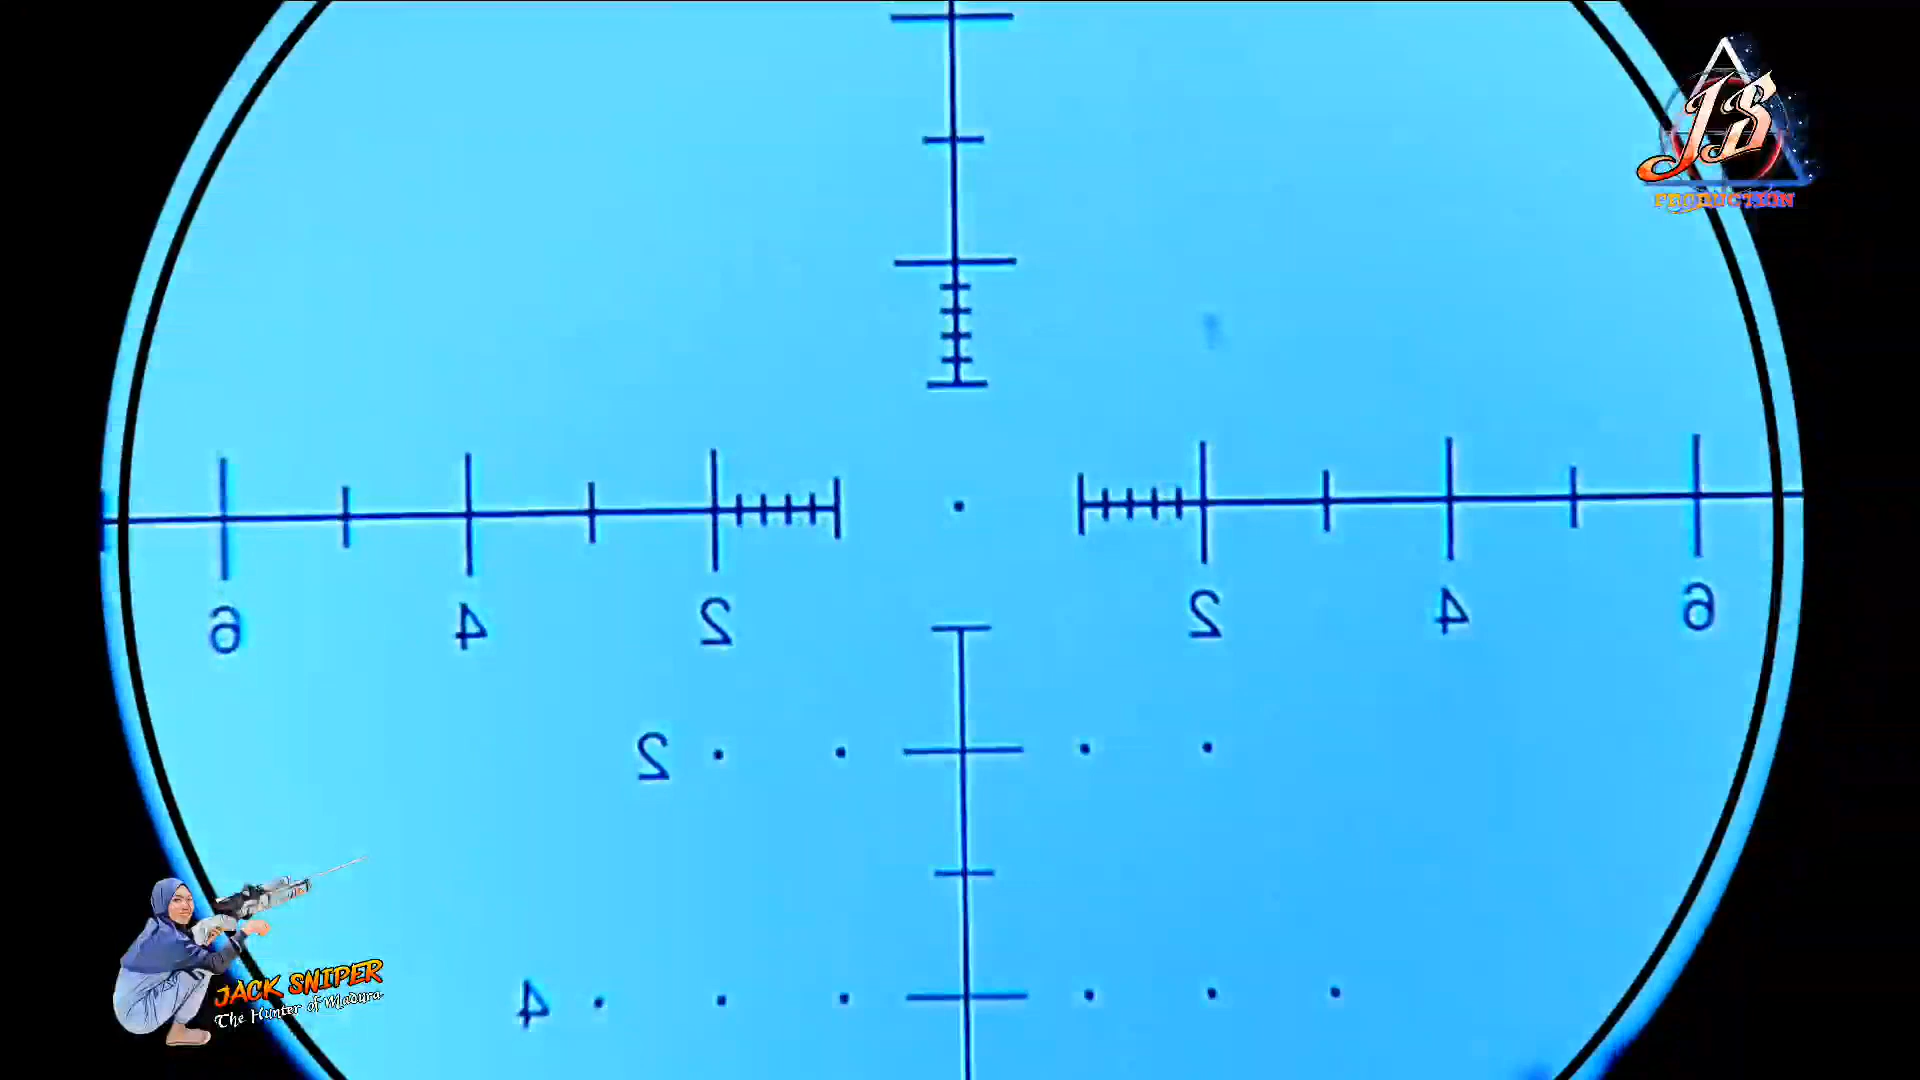 JS
PRODUCTION
6 4 2 2 4 6
2
4
JACK SNIPER
The Hunter of Madura